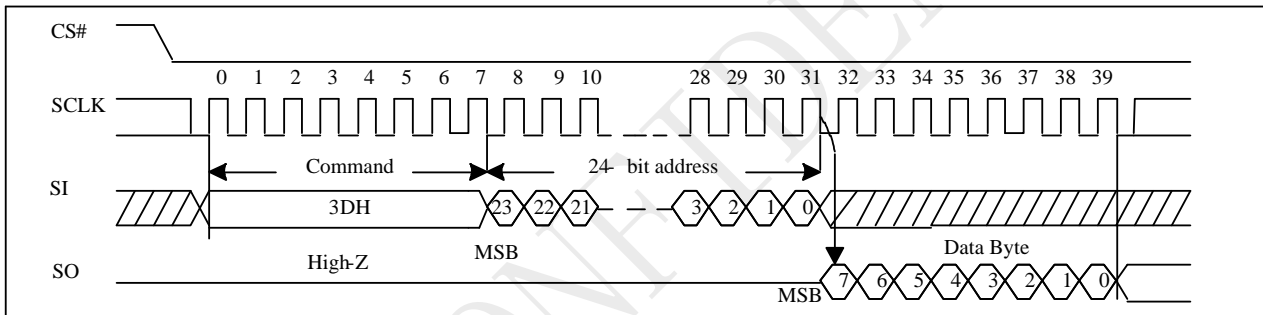 CS#
0 1 2 3 4 5 6 7 8 9 10 28 29 30 31 32 33 34 35 36 37 38 39
SCLK
Command 24- bit address
SI
3DH 23 22 21 3 2 1 0
MSB Data Byte
High-Z
SO
MSB 7 6 5 4 3 2 1 0